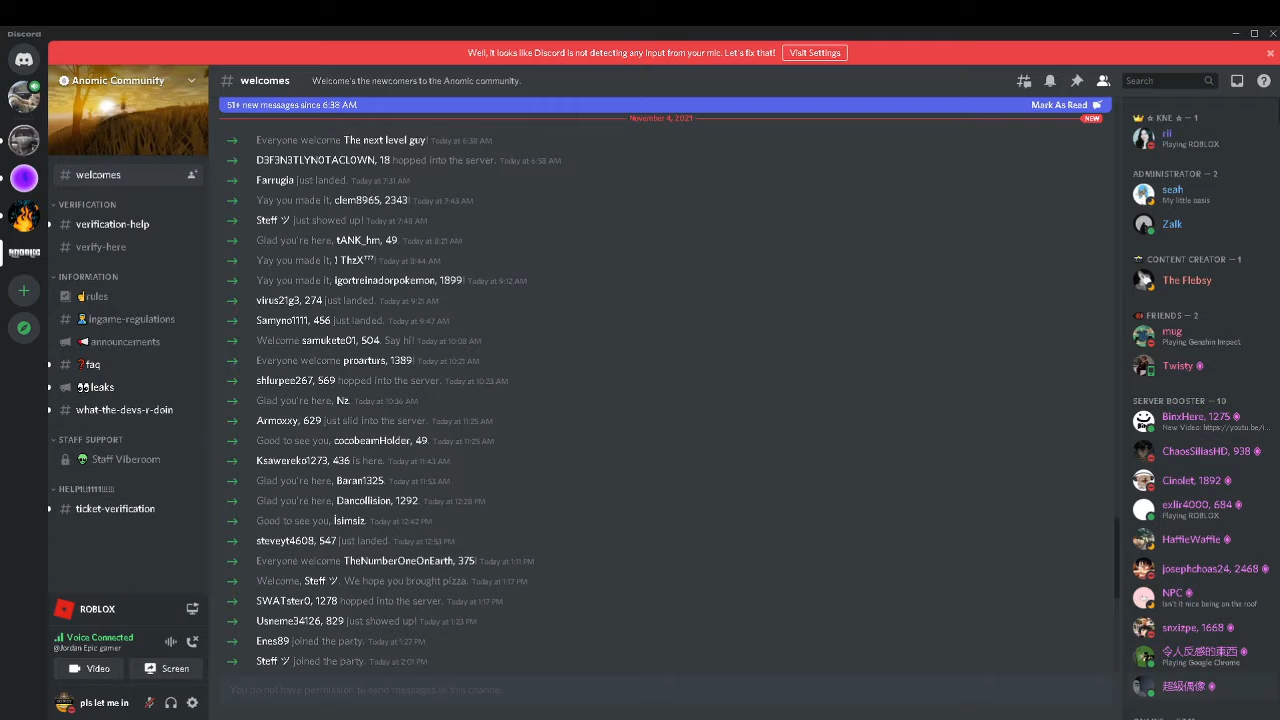 Discord
Well, it looks like Discord is not detecting any input from your mic. Let's fix that!
Visit Settings
Anomic Community
welcomes
Welcome's the newcomers to the Anomic community.
Search
51+ new messages since 6:38 AM
Mark As Read
November 4, 2021
NEW
welcomes
VERIFICATION
verification-help
verify-here
INFORMATION
rules
ingame-regulations
announcements
faq
leaks
what-the-devs-r-doin
STAFF SUPPORT
Staff Viberoom
ticket-verification
ROBLOX
Voice Connected
@Jordan Epic gamer
Video
Screen
pls let me in
Everyone welcome The next level guy! Today at 6:38 AM
D3F3N3TLYN0TACL0WN, 18 hopped into the server. Today at 6:58 AM
Farrugia just landed. Today at 7:31 AM
Yay you made it, clem8965, 2343! Today at 7:43 AM
Steff ツ just showed up! Today at 7:48 AM
Glad you're here, tANK_hm, 49. Today at 8:21 AM
Yay you made it, ! ThzX⁷⁷⁷! Today at 8:44 AM
Yay you made it, igortreinadorpokemon, 1899! Today at 9:12 AM
virus21g3, 274 just landed. Today at 9:21 AM
Samyno1111, 456 just landed. Today at 9:47 AM
Welcome samukete01, 504. Say hi! Today at 10:08 AM
Everyone welcome proarturs, 1389! Today at 10:21 AM
shlurpee267, 569 hopped into the server. Today at 10:23 AM
Glad you're here, Nz. Today at 10:36 AM
Armoxxy, 629 just slid into the server. Today at 11:25 AM
Good to see you, cocobeamHolder, 49. Today at 11:25 AM
Ksawereko1273, 436 is here. Today at 11:43 AM
Glad you're here, Baran1325. Today at 11:53 AM
Glad you're here, Dancollision, 1292. Today at 12:28 PM
Good to see you, İsimsiz. Today at 12:42 PM
steveyt4608, 547 just landed. Today at 12:53 PM
Everyone welcome TheNumberOneOnEarth, 375! Today at 1:11 PM
Welcome, Steff ツ. We hope you brought pizza. Today at 1:17 PM
SWATster0, 1278 hopped into the server. Today at 1:17 PM
Usneme34126, 829 just showed up! Today at 1:23 PM
Enes89 joined the party. Today at 1:27 PM
Steff ツ joined the party. Today at 2:01 PM
You do not have permission to send messages in this channel.
☆ KNE — 1
rii
Playing ROBLOX
ADMINISTRATOR — 2
seah
My little oasis
Zalk
CONTENT CREATOR — 1
The Flebsy
FRIENDS — 2
mug
Playing Genshin Impact
Twisty
SERVER BOOSTER — 10
BinxHere, 1275
New Video: https://youtu.be/i...
ChaosSiliasHD, 938
Cinolet, 1892
exlir4000, 684
Playing ROBLOX
HaffieWaffie
josephchoas24, 2468
NPC
Isn't it nice being on the roof
snxizpe, 1668
令人反感的東西
Playing Google Chrome
超級偶像